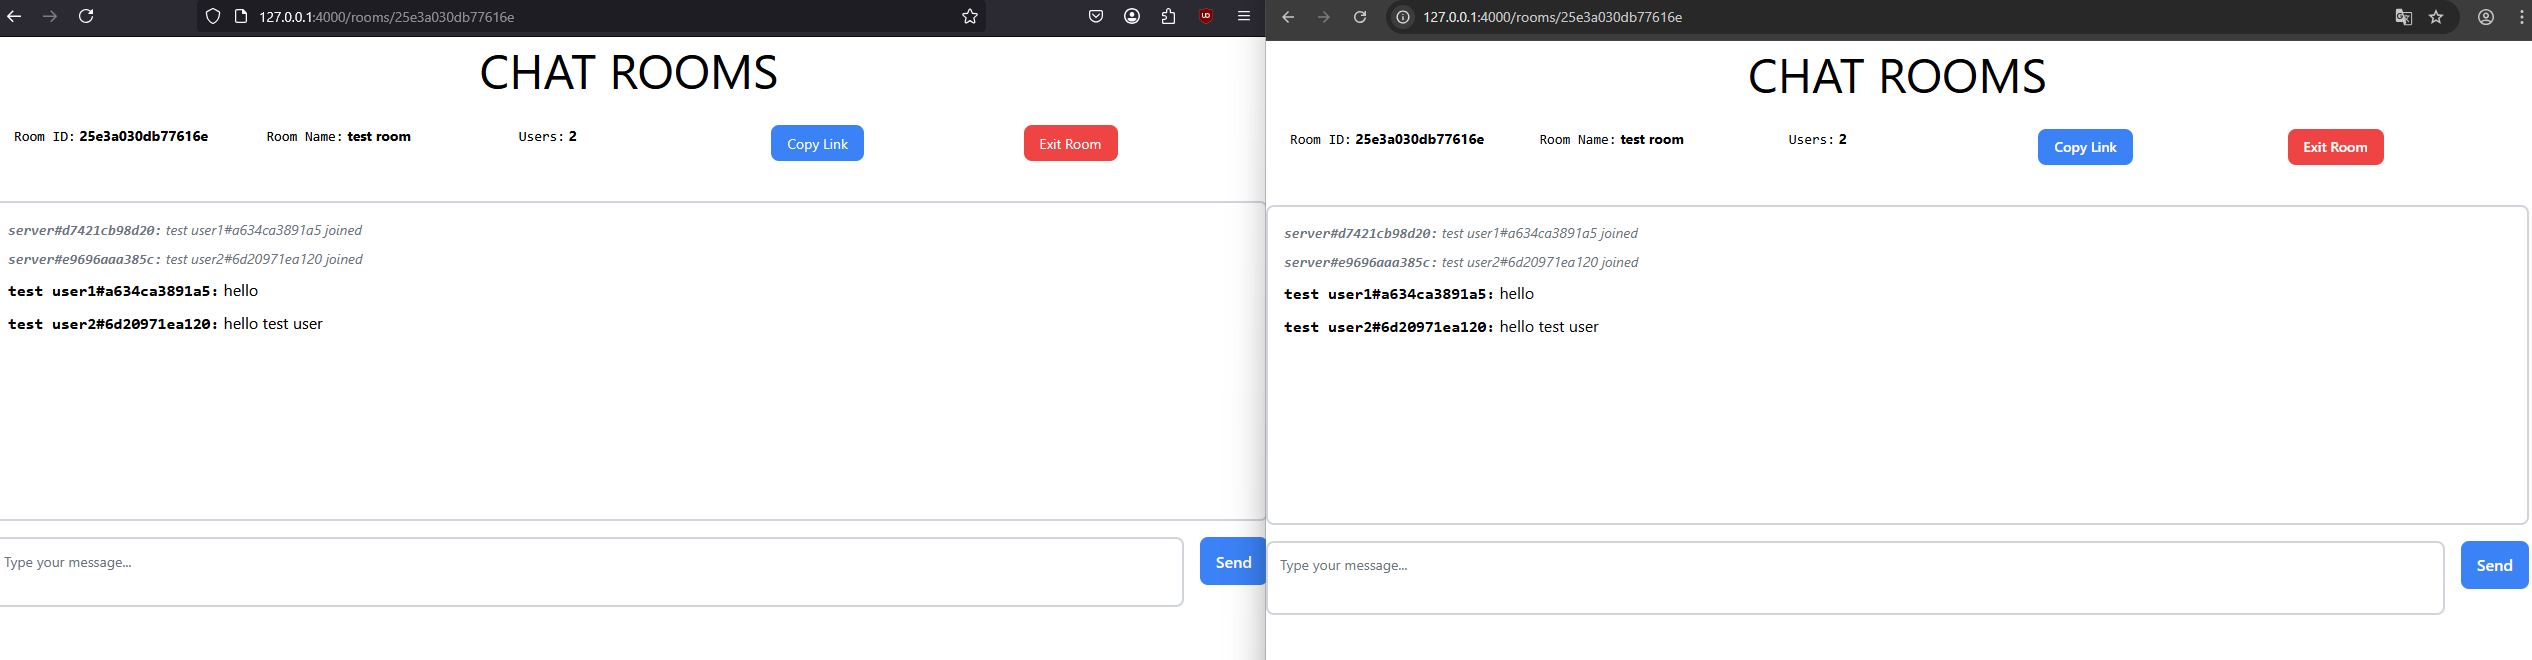 127.0.0.1:4000/rooms/25e3a030db77616e
CHAT ROOMS
Room ID: 25e3a030db77616e Room Name: test room Users: 2 Copy Link Exit Room
server#d7421cb98d20: test user1#a634ca3891a5 joined
server#e9696aaa385c: test user2#6d20971ea120 joined
test user1#a634ca3891a5: hello
test user2#6d20971ea120: hello test user
Type your message... Send
127.0.0.1:4000/rooms/25e3a030db77616e
CHAT ROOMS
Room ID: 25e3a030db77616e Room Name: test room Users: 2 Copy Link Exit Room
server#d7421cb98d20: test user1#a634ca3891a5 joined
server#e9696aaa385c: test user2#6d20971ea120 joined
test user1#a634ca3891a5: hello
test user2#6d20971ea120: hello test user
Type your message... Send